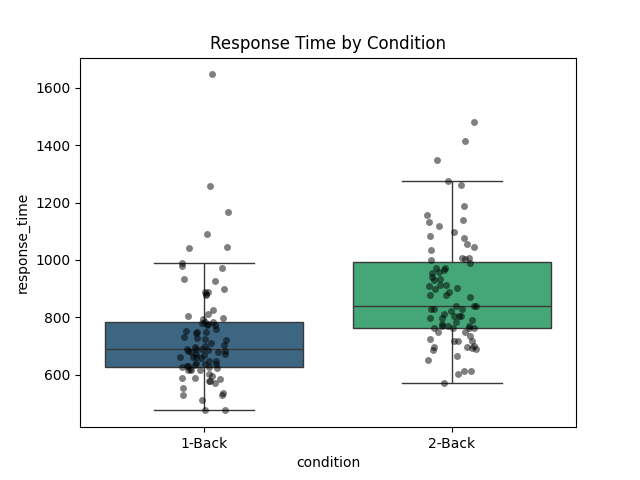 Response Time by Condition
response_time
1600
1400
1200
1000
800
600
1-Back
2-Back
condition